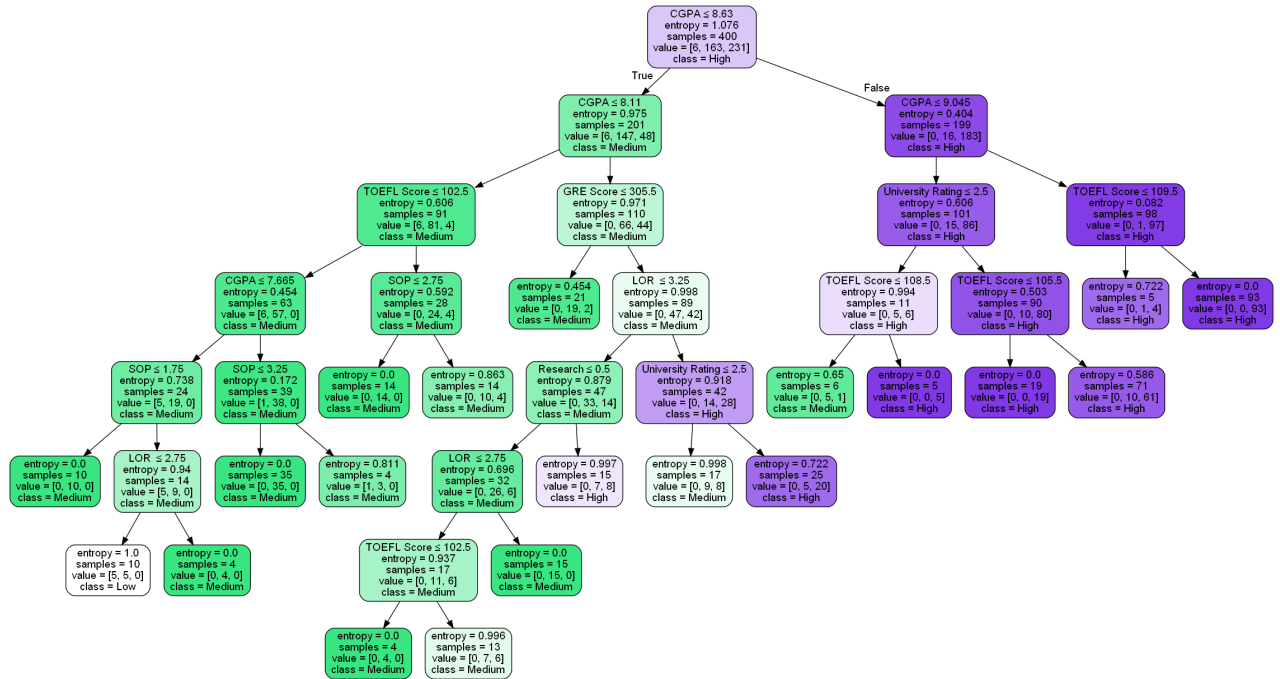 CGPA ≤ 8.63
entropy = 1.076
samples = 400
value = [6, 163, 231]
class = High
True
False
CGPA ≤ 8.11
entropy = 0.975
samples = 201
value = [6, 147, 48]
class = Medium
CGPA ≤ 9.045
entropy = 0.404
samples = 199
value = [0, 16, 183]
class = High
TOEFL Score ≤ 102.5
entropy = 0.606
samples = 91
value = [6, 81, 4]
class = Medium
GRE Score ≤ 305.5
entropy = 0.971
samples = 110
value = [0, 66, 44]
class = Medium
University Rating ≤ 2.5
entropy = 0.606
samples = 101
value = [0, 15, 86]
class = High
TOEFL Score ≤ 109.5
entropy = 0.082
samples = 98
value = [0, 1, 97]
class = High
CGPA ≤ 7.665
entropy = 0.454
samples = 63
value = [6, 57, 0]
class = Medium
SOP ≤ 2.75
entropy = 0.592
samples = 28
value = [0, 24, 4]
class = Medium
entropy = 0.454
samples = 21
value = [0, 19, 2]
class = Medium
LOR ≤ 3.25
entropy = 0.998
samples = 89
value = [0, 47, 42]
class = Medium
TOEFL Score ≤ 108.5
entropy = 0.994
samples = 11
value = [0, 5, 6]
class = High
TOEFL Score ≤ 105.5
entropy = 0.503
samples = 90
value = [0, 10, 80]
class = High
entropy = 0.722
samples = 5
value = [0, 1, 4]
class = High
entropy = 0.0
samples = 93
value = [0, 0, 93]
class = High
SOP ≤ 1.75
entropy = 0.738
samples = 24
value = [5, 19, 0]
class = Medium
SOP ≤ 3.25
entropy = 0.172
samples = 39
value = [1, 38, 0]
class = Medium
entropy = 0.0
samples = 14
value = [0, 14, 0]
class = Medium
entropy = 0.863
samples = 14
value = [0, 10, 4]
class = Medium
Research ≤ 0.5
entropy = 0.879
samples = 47
value = [0, 33, 14]
class = Medium
University Rating ≤ 2.5
entropy = 0.918
samples = 42
value = [0, 14, 28]
class = High
entropy = 0.65
samples = 6
value = [0, 5, 1]
class = Medium
entropy = 0.0
samples = 5
value = [0, 0, 5]
class = High
entropy = 0.0
samples = 19
value = [0, 0, 19]
class = High
entropy = 0.586
samples = 71
value = [0, 10, 61]
class = High
entropy = 0.0
samples = 10
value = [0, 10, 0]
class = Medium
LOR ≤ 2.75
entropy = 0.94
samples = 14
value = [5, 9, 0]
class = Medium
entropy = 0.0
samples = 35
value = [0, 35, 0]
class = Medium
entropy = 0.811
samples = 4
value = [1, 3, 0]
class = Medium
LOR ≤ 2.75
entropy = 0.696
samples = 32
value = [0, 26, 6]
class = Medium
entropy = 0.997
samples = 15
value = [0, 7, 8]
class = High
entropy = 0.998
samples = 17
value = [0, 9, 8]
class = Medium
entropy = 0.722
samples = 25
value = [0, 5, 20]
class = High
entropy = 1.0
samples = 10
value = [5, 5, 0]
class = Low
entropy = 0.0
samples = 4
value = [0, 4, 0]
class = Medium
TOEFL Score ≤ 102.5
entropy = 0.937
samples = 17
value = [0, 11, 6]
class = Medium
entropy = 0.0
samples = 15
value = [0, 15, 0]
class = Medium
entropy = 0.0
samples = 4
value = [0, 4, 0]
class = Medium
entropy = 0.996
samples = 13
value = [0, 7, 6]
class = Medium